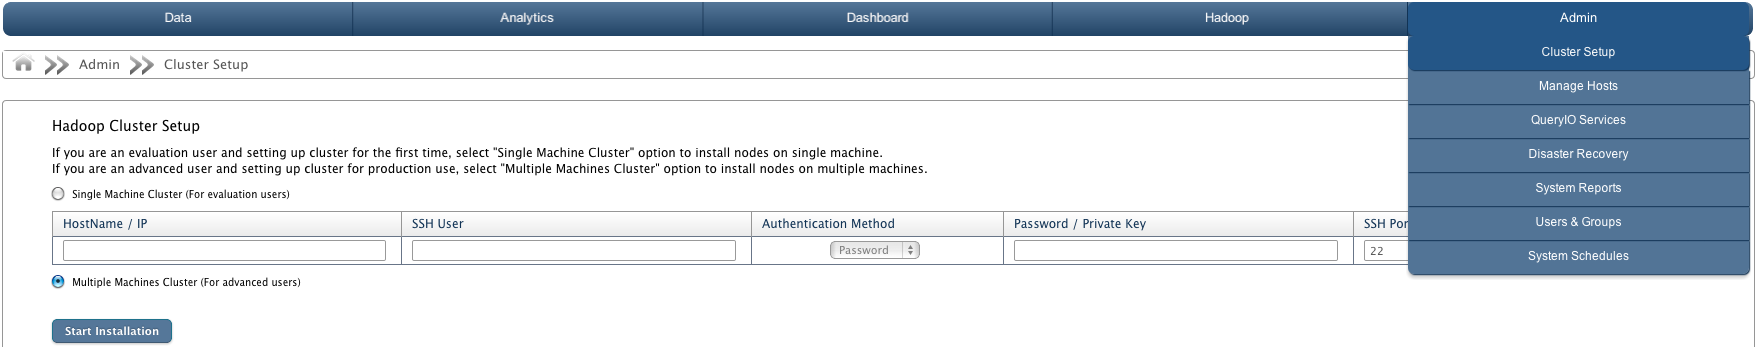 Data Analytics Dashboard Hadoop Admin
Cluster Setup
Admin Cluster Setup
Manage Hosts
QueryIO Services
Disaster Recovery
System Reports
Users & Groups
System Schedules
Hadoop Cluster Setup
If you are an evaluation user and setting up cluster for the first time, select "Single Machine Cluster" option to install nodes on single machine.
If you are an advanced user and setting up cluster for production use, select "Multiple Machines Cluster" option to install nodes on multiple machines.
Single Machine Cluster (For evaluation users)
HostName / IP SSH User Authentication Method Password / Private Key SSH Por
Password 22
Multiple Machines Cluster (For advanced users)
Start Installation